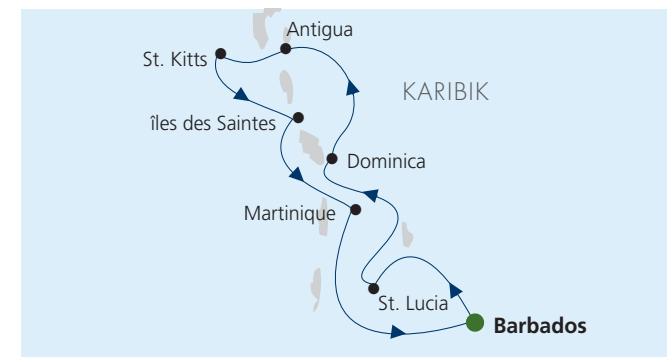 Antigua
St. Kitts
KARIBIK
îles des Saintes
Dominica
Martinique
St. Lucia
Barbados